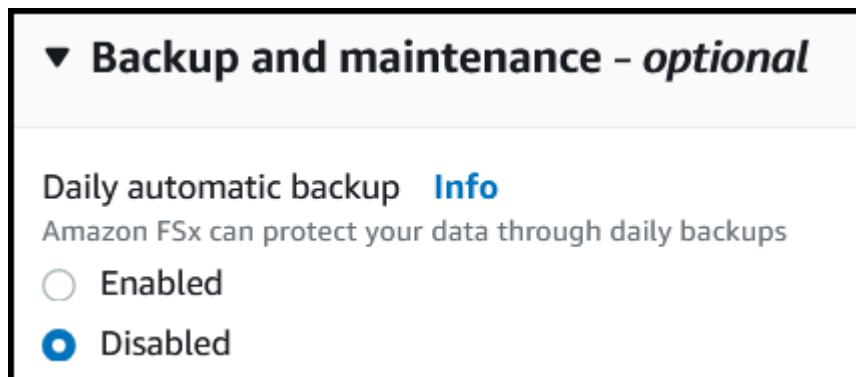 Backup and maintenance - optional
Daily automatic backup Info
Amazon FSx can protect your data through daily backups
Enabled
Disabled